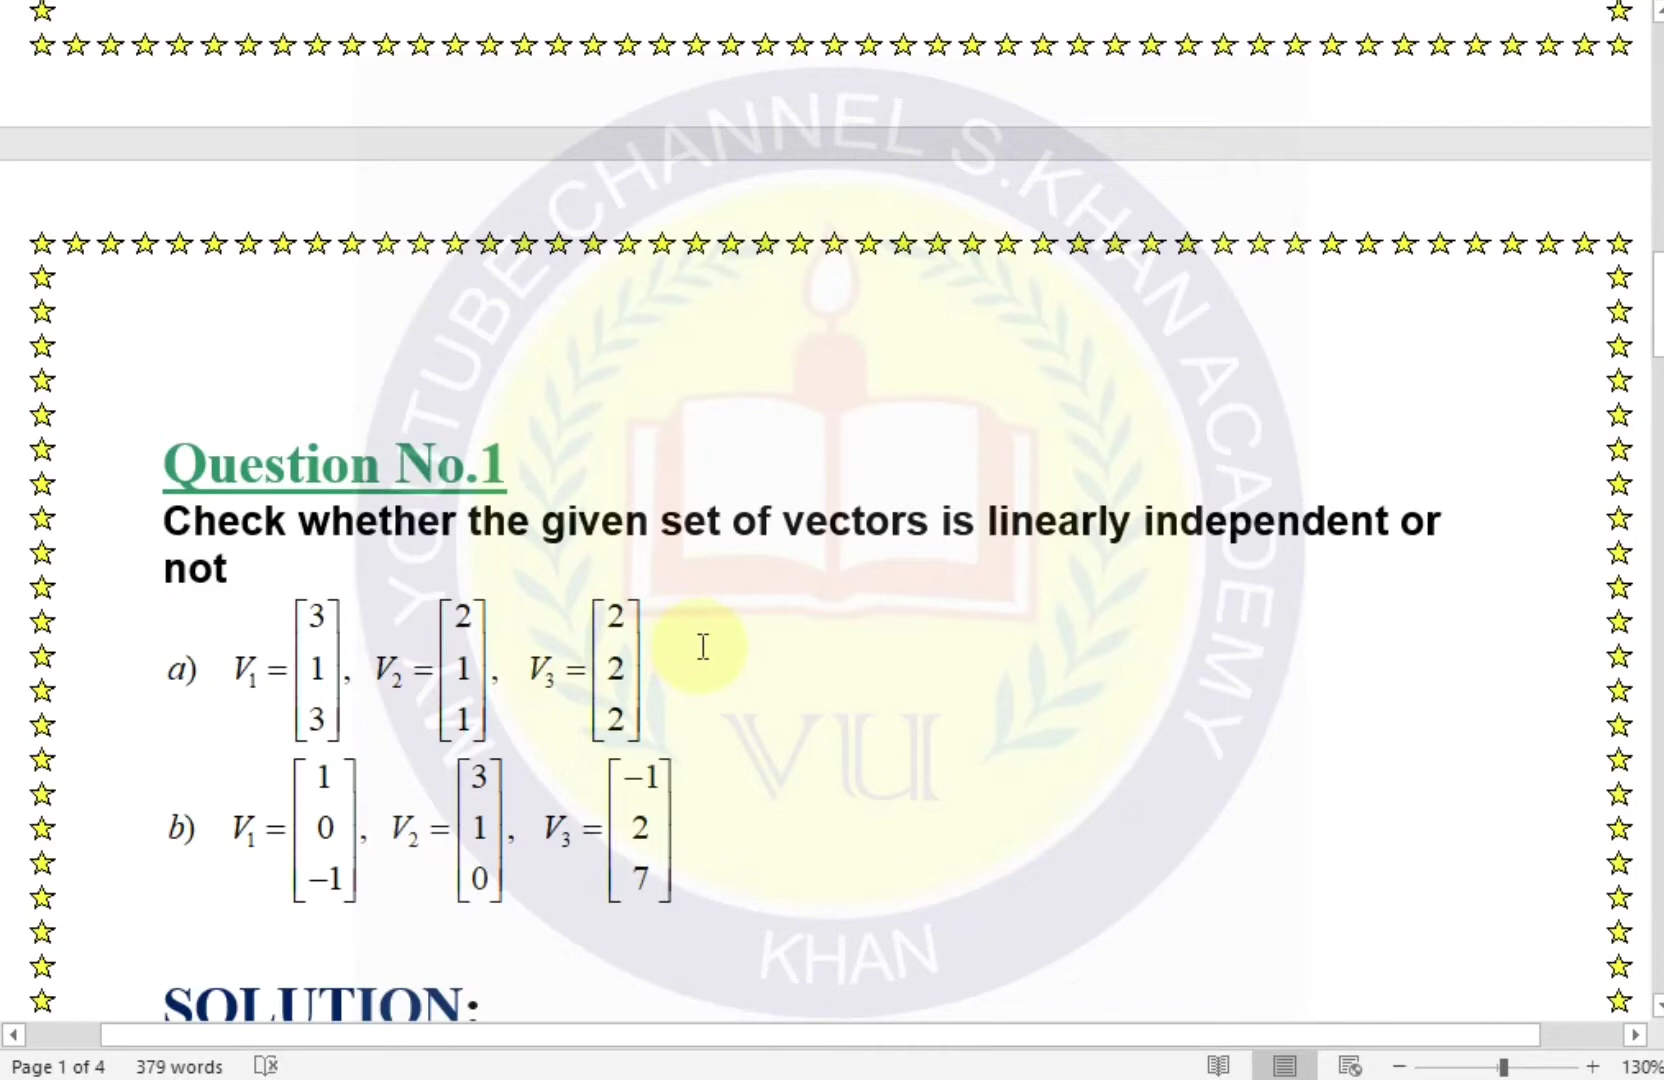 MY YOUTUBE CHANNEL S.KHAN ACADEMY
Question No.1
Check whether the given set of vectors is linearly independent or
not
a) V₁ = [3 1 3], V₂ = [2 1 1], V₃ = [2 2 2]
b) V₁ = [1 0 −1], V₂ = [3 1 0], V₃ = [−1 2 7]
VU
KHAN
SOLUTION:
Page 1 of 4 379 words 130%